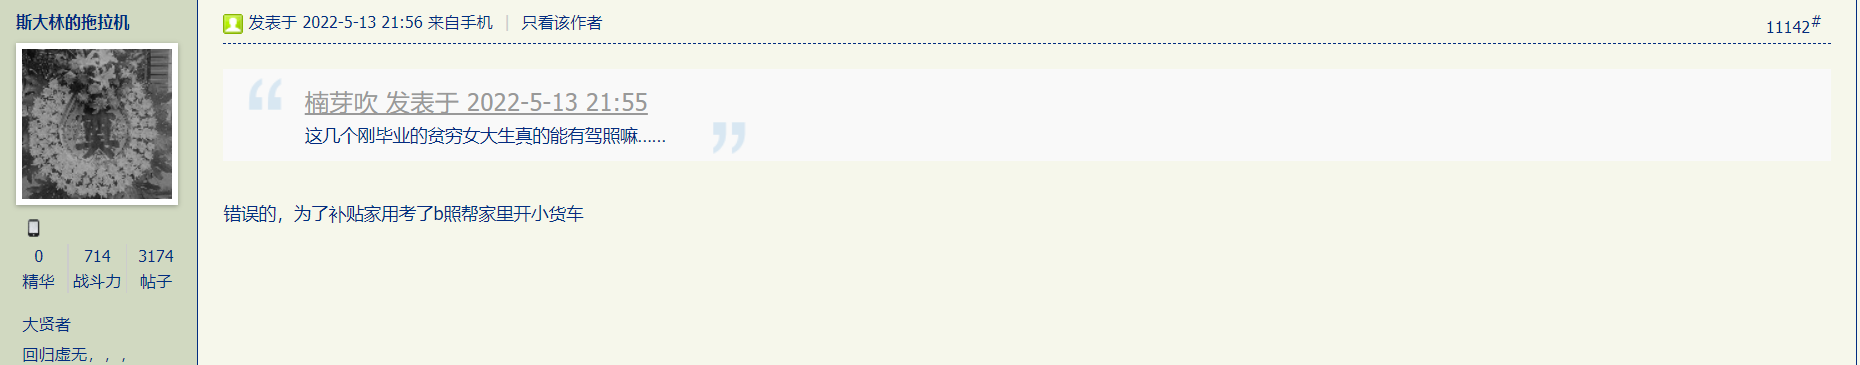 斯大林的拖拉机
发表于 2022-5-13 21:56 来自手机 | 只看该作者
11142#
楠芽吹 发表于 2022-5-13 21:55
这几个刚毕业的贫穷女大生真的能有驾照嘛……
错误的，为了补贴家用考了b照帮家里开小货车
0 714 3174
精华 战斗力 帖子
大贤者
回归虚无，，，